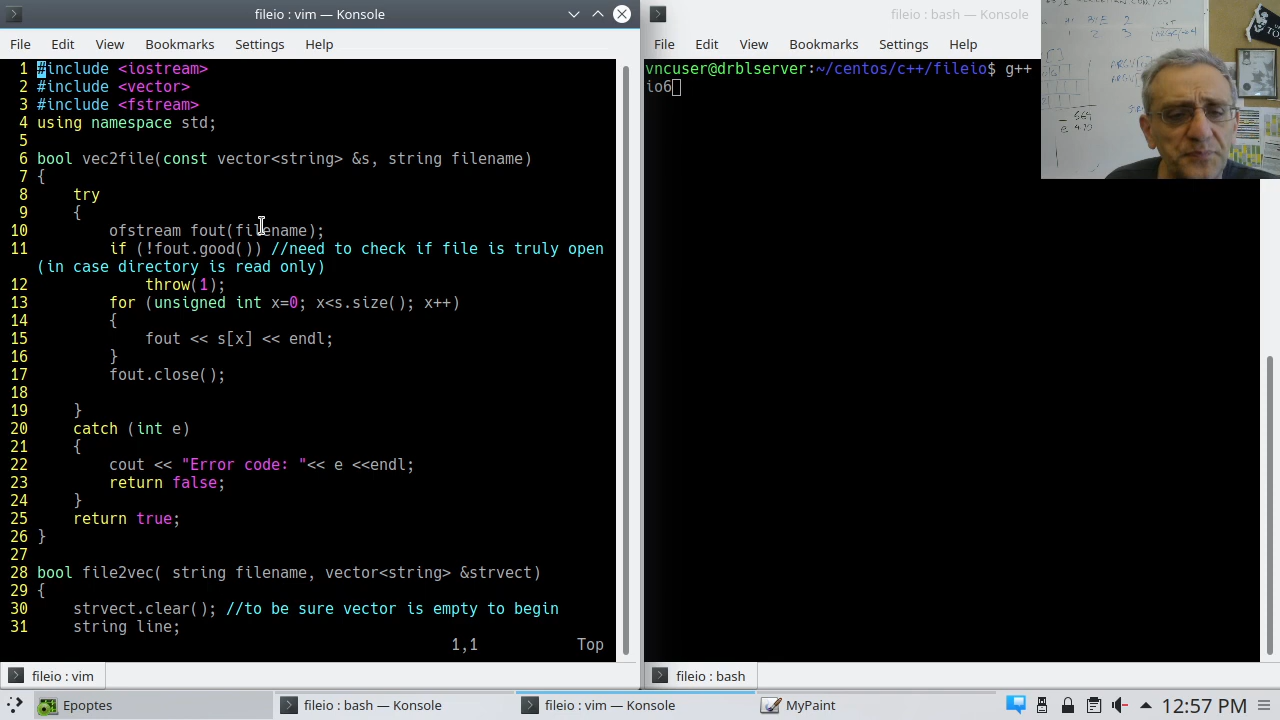 fileio : vim — Konsole
File Edit View Bookmarks Settings Help
1 #include <iostream>
2 #include <vector>
3 #include <fstream>
4 using namespace std;
5
6 bool vec2file(const vector<string> &s, string filename)
7 {
8 try
9 {
10 ofstream fout(filename);
11 if (!fout.good()) //need to check if file is truly open
(in case directory is read only)
12 throw(1);
13 for (unsigned int x=0; x<s.size(); x++)
14 {
15 fout << s[x] << endl;
16 }
17 fout.close();
18
19 }
20 catch (int e)
21 {
22 cout << "Error code: "<< e <<endl;
23 return false;
24 }
25 return true;
26 }
27
28 bool file2vec( string filename, vector<string> &strvect)
29 {
30 strvect.clear(); //to be sure vector is empty to begin
31 string line;
1,1 Top
fileio : vim
fileio : bash — Konsole
File Edit View Bookmarks Settings Help
vncuser@drblserver:~/centos/c++/fileio$ g++
io6
fileio : bash
Epoptes
fileio : bash — Konsole
fileio : vim — Konsole
MyPaint
12:57 PM